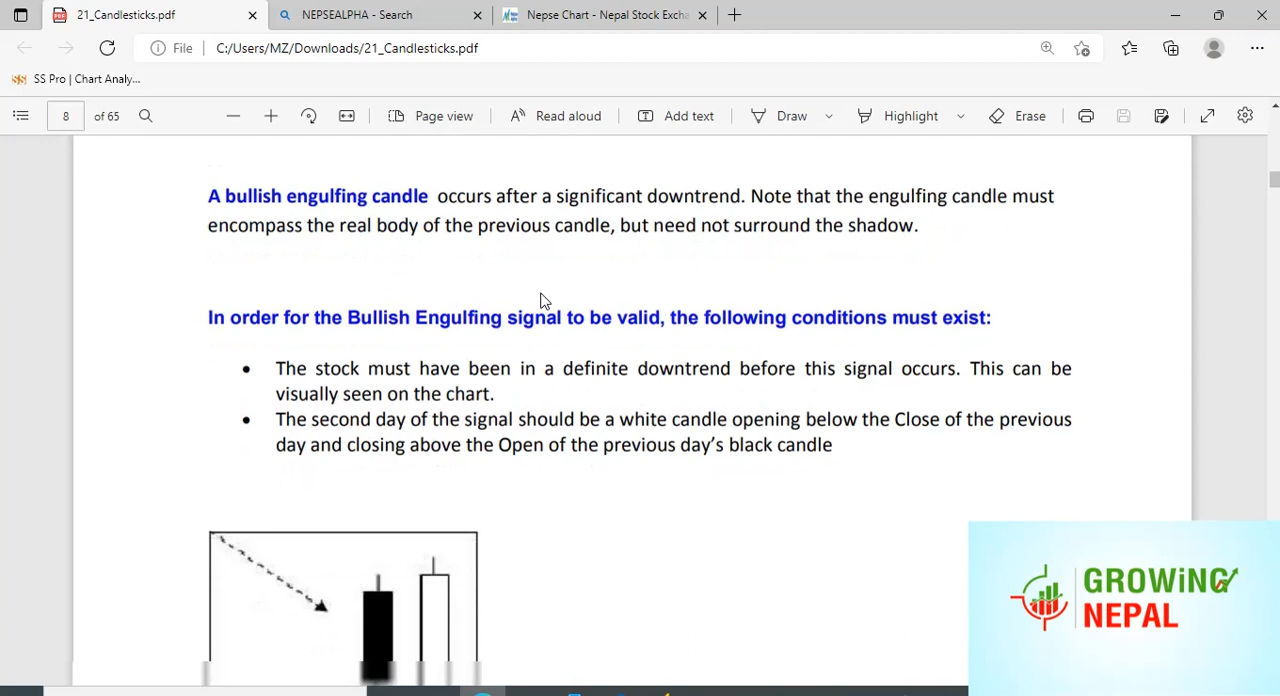 21_Candlesticks.pdf
NEPSEALPHA - Search
Nepse Chart - Nepal Stock Excha
File
C:/Users/MZ/Downloads/21_Candlesticks.pdf
SS Pro | Chart Analy...
8 of 65
Page view
Read aloud
Add text
Draw
Highlight
Erase
A bullish engulfing candle occurs after a significant downtrend. Note that the engulfing candle must
encompass the real body of the previous candle, but need not surround the shadow.
In order for the Bullish Engulfing signal to be valid, the following conditions must exist:
• The stock must have been in a definite downtrend before this signal occurs. This can be
visually seen on the chart.
• The second day of the signal should be a white candle opening below the Close of the previous
day and closing above the Open of the previous day's black candle
GROWiNG
NEPAL